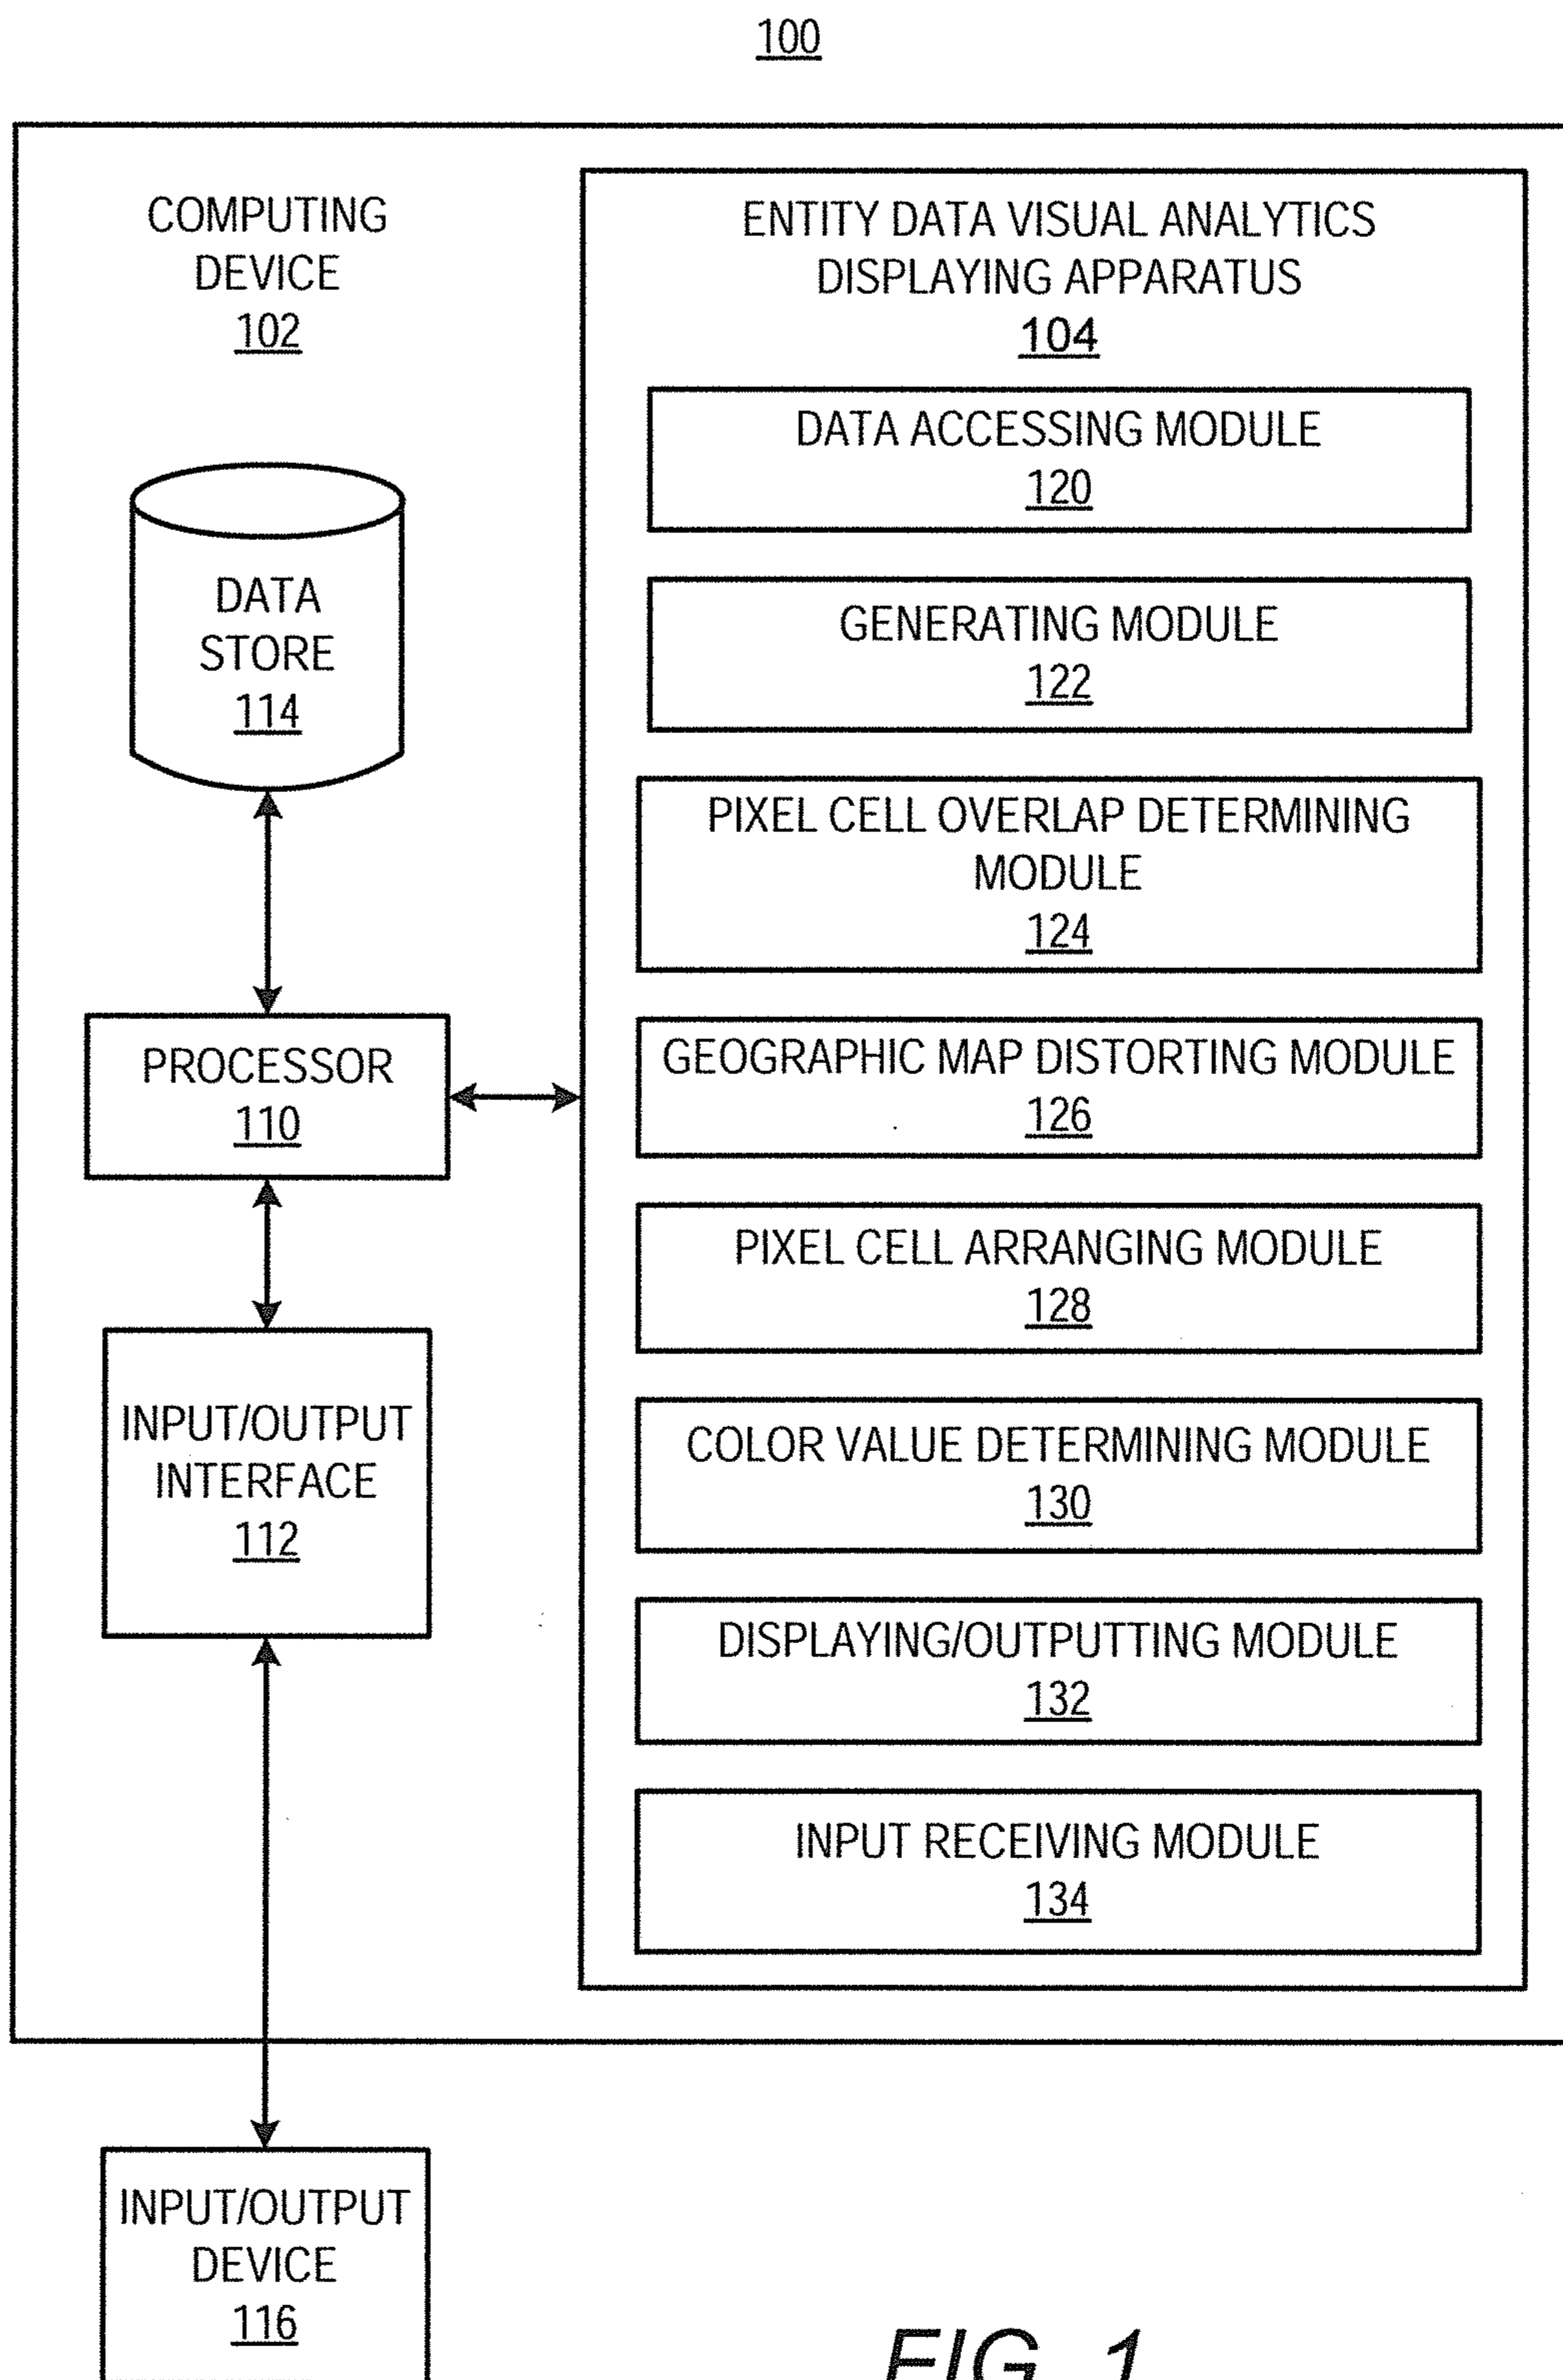 100
COMPUTING
DEVICE
102
DATA
STORE
114
PROCESSOR
110
INPUT/OUTPUT
INTERFACE
112
ENTITY DATA VISUAL ANALYTICS
DISPLAYING APPARATUS
104
DATA ACCESSING MODULE
120
GENERATING MODULE
122
PIXEL CELL OVERLAP DETERMINING
MODULE
124
GEOGRAPHIC MAP DISTORTING MODULE
126
PIXEL CELL ARRANGING MODULE
128
COLOR VALUE DETERMINING MODULE
130
DISPLAYING/OUTPUTTING MODULE
132
INPUT RECEIVING MODULE
134
INPUT/OUTPUT
DEVICE
116
FIG. 1